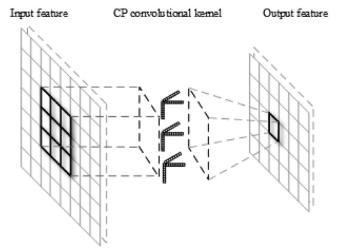 Input feature
CP convolutional kernel
Output feature